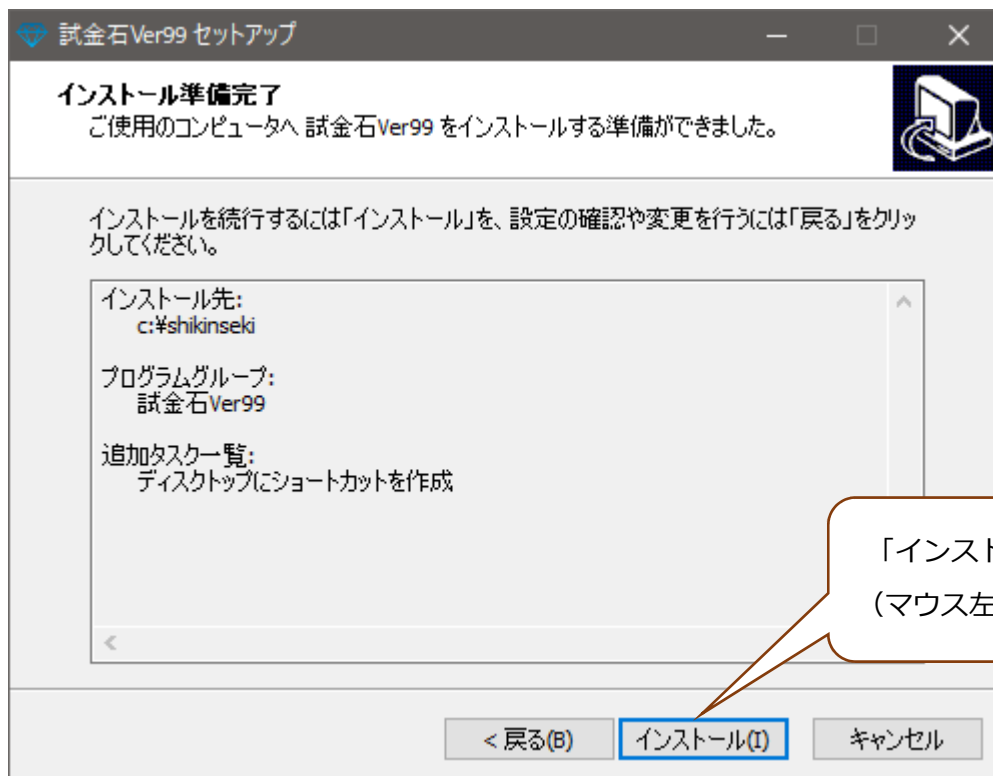 試金石Ver99 セットアップ
インストール準備完了
ご使用のコンピュータへ 試金石Ver99 をインストールする準備ができました。
インストールを続行するには「インストール」を、設定の確認や変更を行うには「戻る」をクリッ
クしてください。
インストール先:
c:¥shikinseki
プログラムグループ:
試金石Ver99
追加タスク一覧:
ディスクトップにショートカットを作成
「インスト
（マウス左
< 戻る(B)
インストール(I)
キャンセル